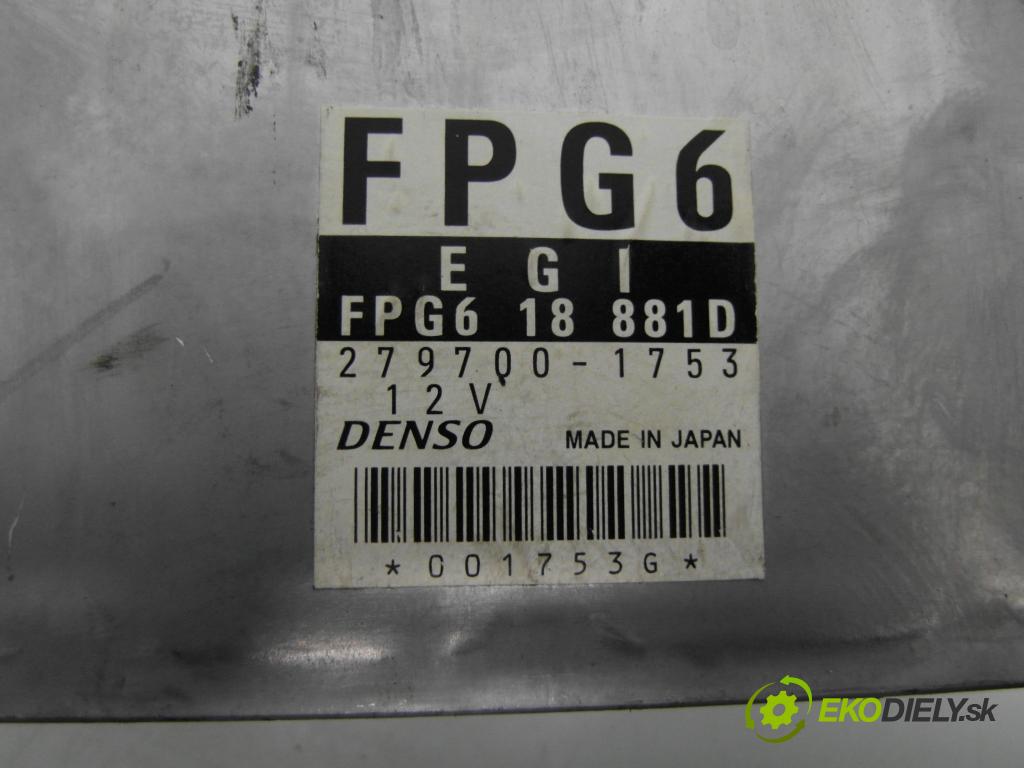 FPG6
E G I
FPG6 18 881D
279700-1753
12V
DENSO MADE IN JAPAN
*001753G*
EKODIELY.sk